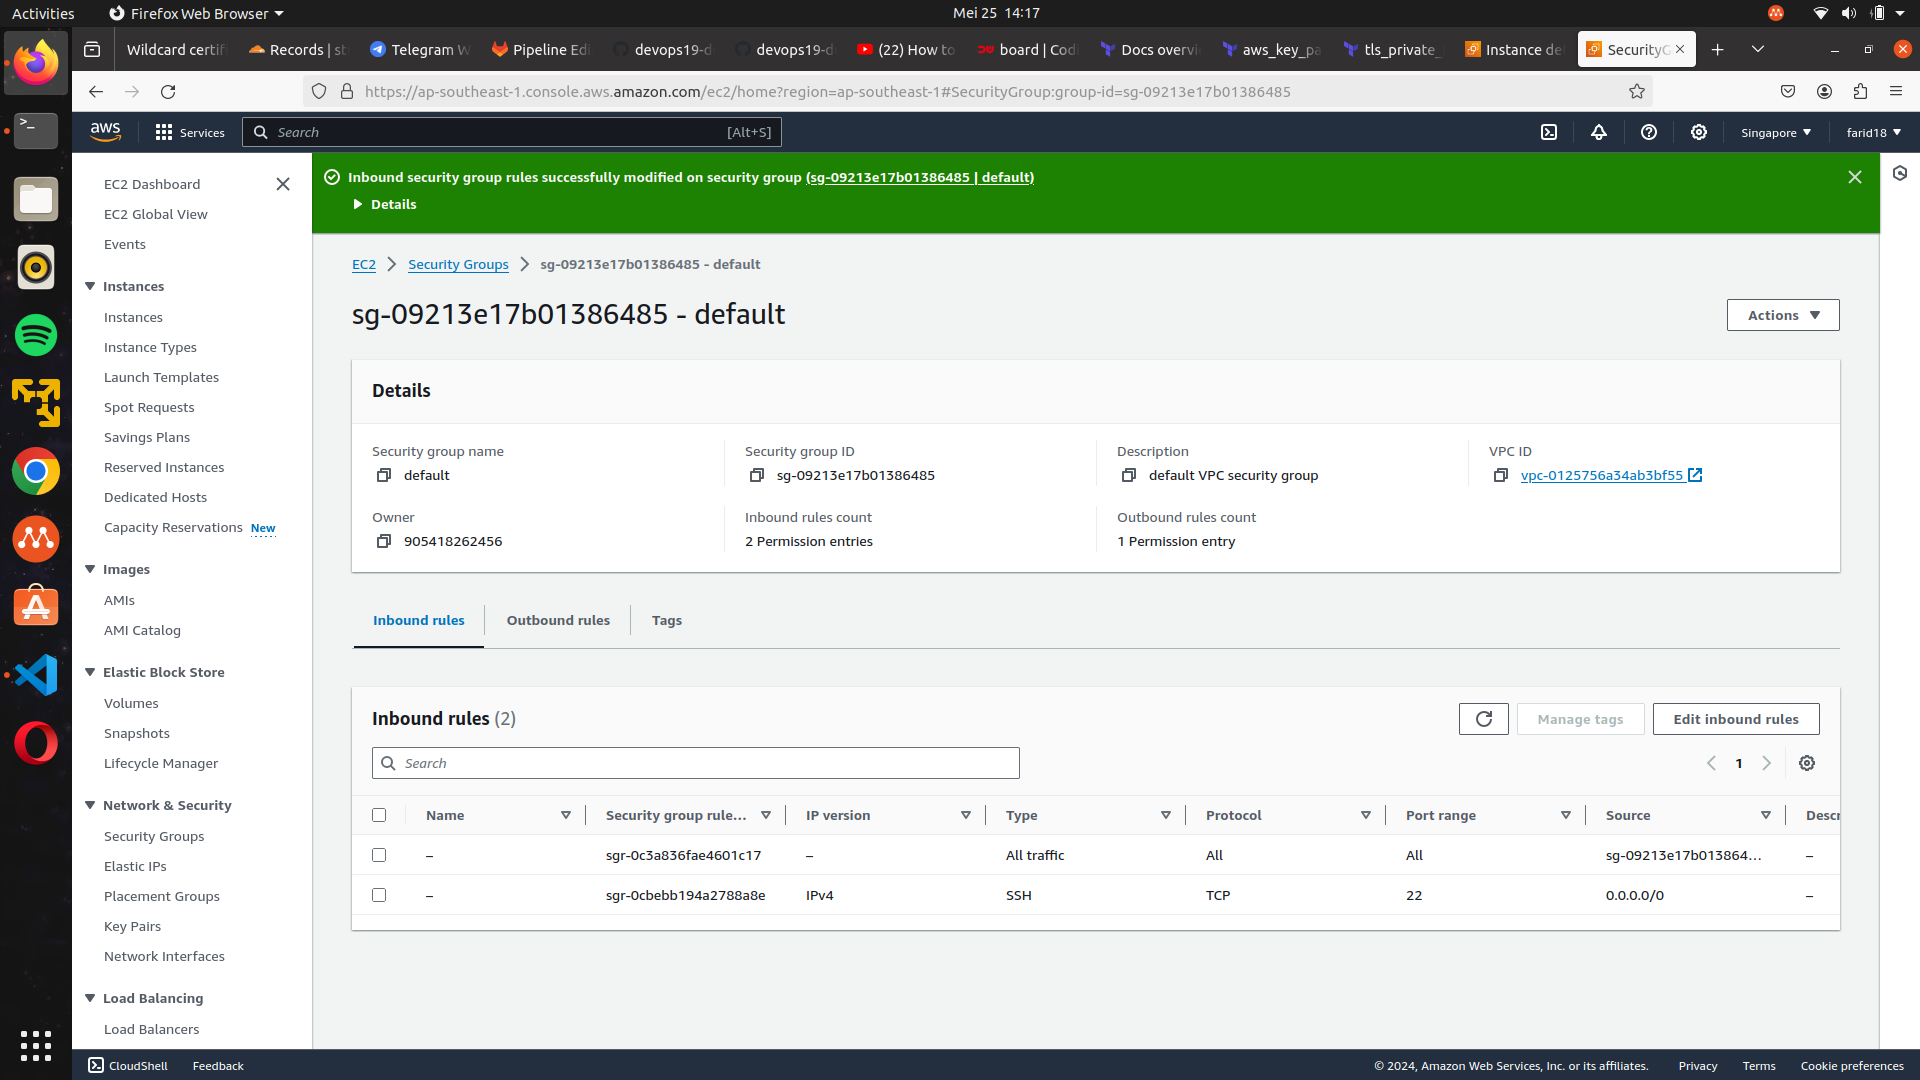 Activities
Firefox Web Browser
Mei 25 14:17
Wildcard certif
Records | st
Telegram W
Pipeline Edi
devops19-d
devops19-d
(22) How to
board | Codi
Docs overvi
aws_key_pa
tls_private_
Instance de
SecurityG
https://ap-southeast-1.console.aws.amazon.com/ec2/home?region=ap-southeast-1#SecurityGroup:group-id=sg-09213e17b01386485
aws
Services
Search
[Alt+S]
Singapore
farid18
EC2 Dashboard
EC2 Global View
Events
Instances
Instances
Instance Types
Launch Templates
Spot Requests
Savings Plans
Reserved Instances
Dedicated Hosts
Capacity Reservations New
Images
AMIs
AMI Catalog
Elastic Block Store
Volumes
Snapshots
Lifecycle Manager
Network & Security
Security Groups
Elastic IPs
Placement Groups
Key Pairs
Network Interfaces
Load Balancing
Load Balancers
Inbound security group rules successfully modified on security group (sg-09213e17b01386485 | default)
Details
EC2 > Security Groups > sg-09213e17b01386485 - default
sg-09213e17b01386485 - default
Actions
Details
Security group name
default
Security group ID
sg-09213e17b01386485
Description
default VPC security group
VPC ID
vpc-0125756a34ab3bf55
Owner
905418262456
Inbound rules count
2 Permission entries
Outbound rules count
1 Permission entry
Inbound rules
Outbound rules
Tags
Inbound rules (2)
Manage tags
Edit inbound rules
Search
1
Name Security group rule... IP version Type Protocol Port range Source Descr
– sgr-0c3a836fae4601c17 – All traffic All All sg-09213e17b013864... –
– sgr-0cbebb194a2788a8e IPv4 SSH TCP 22 0.0.0.0/0 –
CloudShell
Feedback
© 2024, Amazon Web Services, Inc. or its affiliates.
Privacy
Terms
Cookie preferences